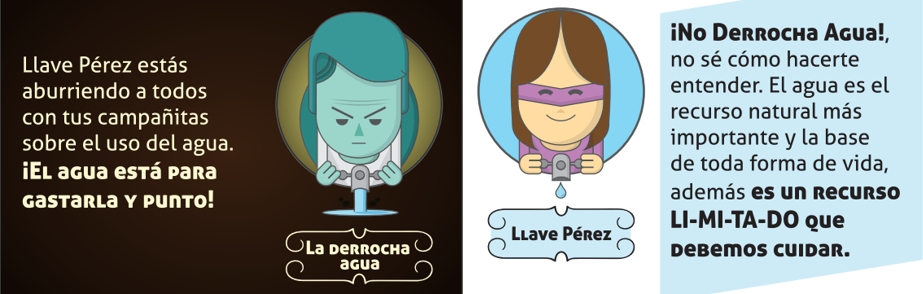 Llave Pérez estás
aburriendo a todos
con tus campañitas
sobre el uso del agua.
¡El agua está para
gastarla y punto!
La derrocha
agua
Llave Pérez
¡No Derrocha Agua!,
no sé cómo hacerte
entender. El agua es el
recurso natural más
importante y la base
de toda forma de vida,
además es un recurso
LI-MI-TA-DO que
debemos cuidar.